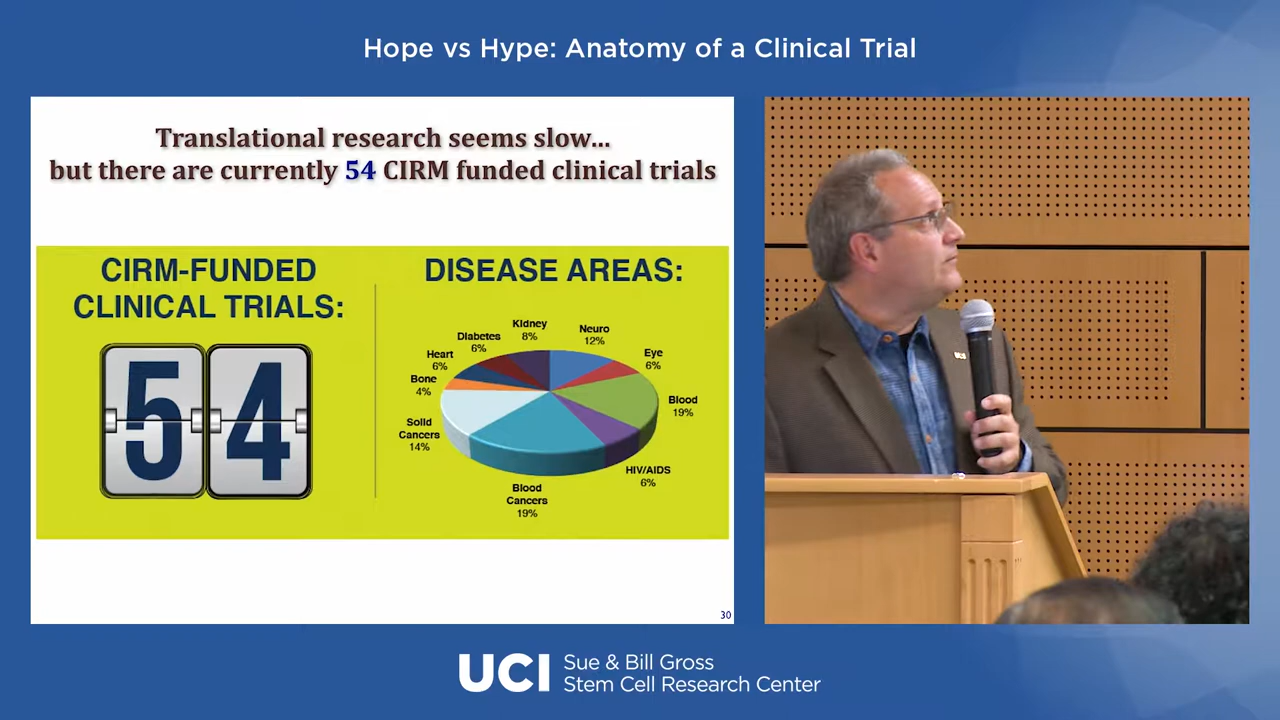 Hope vs Hype: Anatomy of a Clinical Trial
Translational research seems slow...
but there are currently 54 CIRM funded clinical trials
CIRM-FUNDED
CLINICAL TRIALS:
54
DISEASE AREAS:
Kidney
8%
Neuro
12%
Diabetes
6%
Eye
6%
Heart
6%
Bone
4%
Blood
19%
Solid
Cancers
14%
HIV/AIDS
6%
Blood
Cancers
19%
30
UCI
UCI
Sue & Bill Gross
Stem Cell Research Center